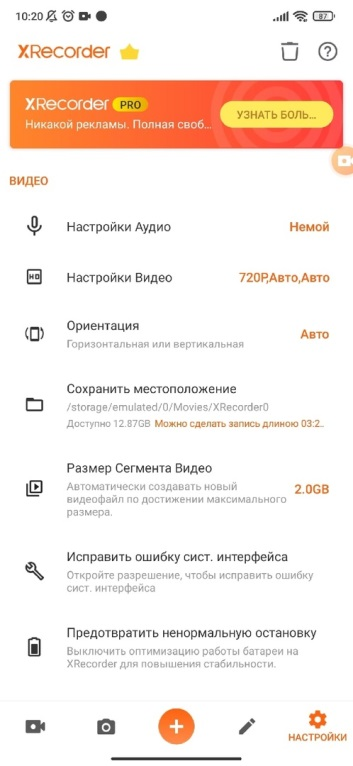 10:20
87
XRecorder
XRecorder PRO
Никакой рекламы. Полная своб...
УЗНАТЬ БОЛЬ...
ВИДЕО
Настройки Аудио
Немой
HD
Настройки Видео
720P,Авто,Авто
Ориентация
Горизонтальная или вертикальная
Авто
Сохранить местоположение
/storage/emulated/0/Movies/XRecorder0
Доступно 12.87GB Можно сделать запись длиною 03:2..
Размер Сегмента Видео
Автоматически создавать новый
видеофайл по достижении максимального
размера.
2.0GB
Исправить ошибку сист. интерфейса
Откройте разрешение, чтобы исправить ошибку
сист. интерфейса
Предотвратить ненормальную остановку
Выключить оптимизацию работы батареи на
XRecorder для повышения стабильности.
НАСТРОЙКИ